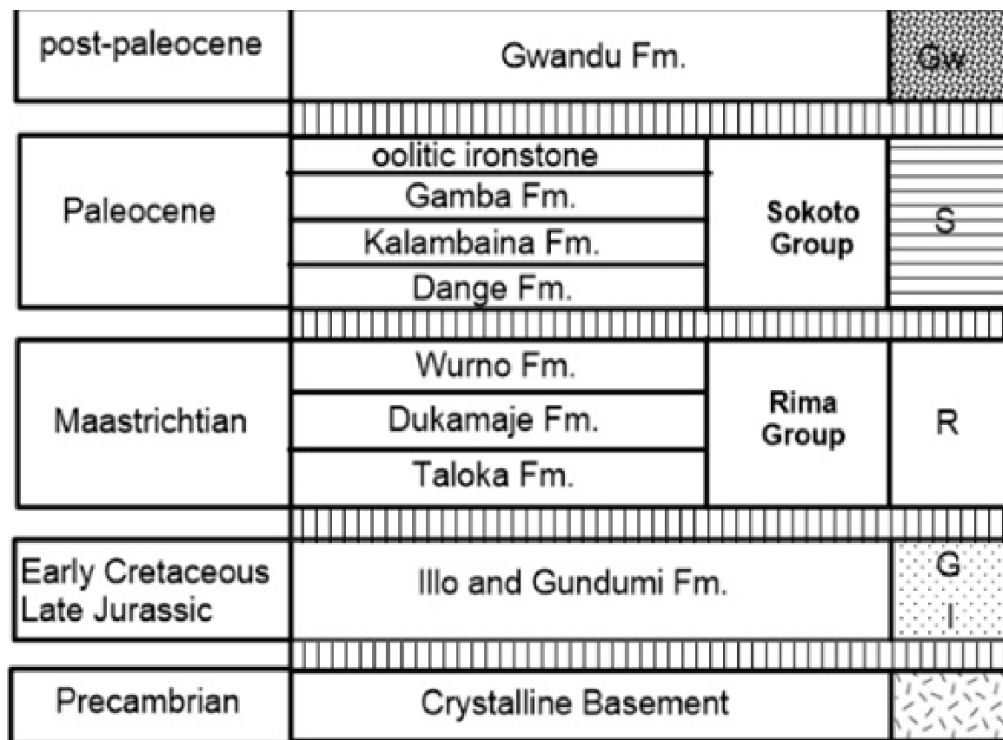 post-paleocene
Gwandu Fm.
Gw
Paleocene
oolitic ironstone
Gamba Fm.
Kalambaina Fm.
Dange Fm.
Sokoto
Group
S
Maastrichtian
Wurno Fm.
Dukamaje Fm.
Taloka Fm.
Rima
Group
R
Early Cretaceous
Late Jurassic
Illo and Gundumi Fm.
G
I
Precambrian
Crystalline Basement